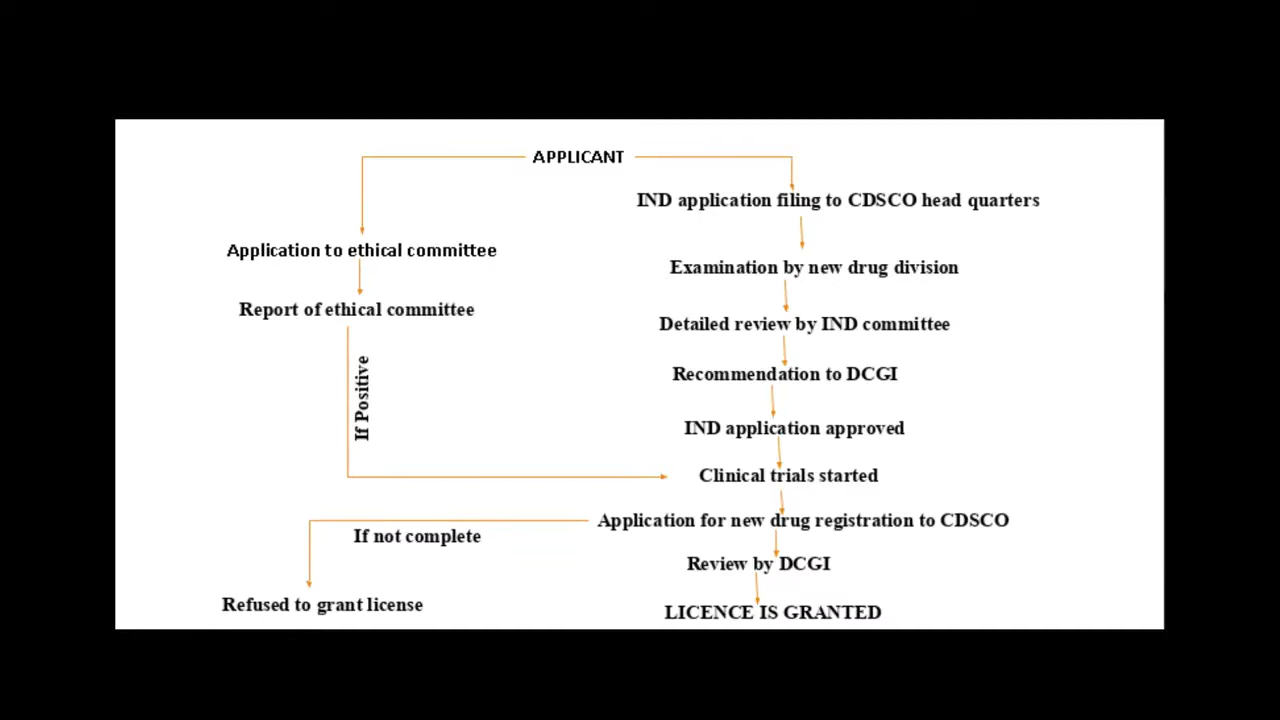 APPLICANT
IND application filing to CDSCO head quarters
Application to ethical committee
Examination by new drug division
Report of ethical committee
Detailed review by IND committee
If Positive
Recommendation to DCGI
IND application approved
Clinical trials started
Application for new drug registration to CDSCO
If not complete
Review by DCGI
Refused to grant license
LICENCE IS GRANTED